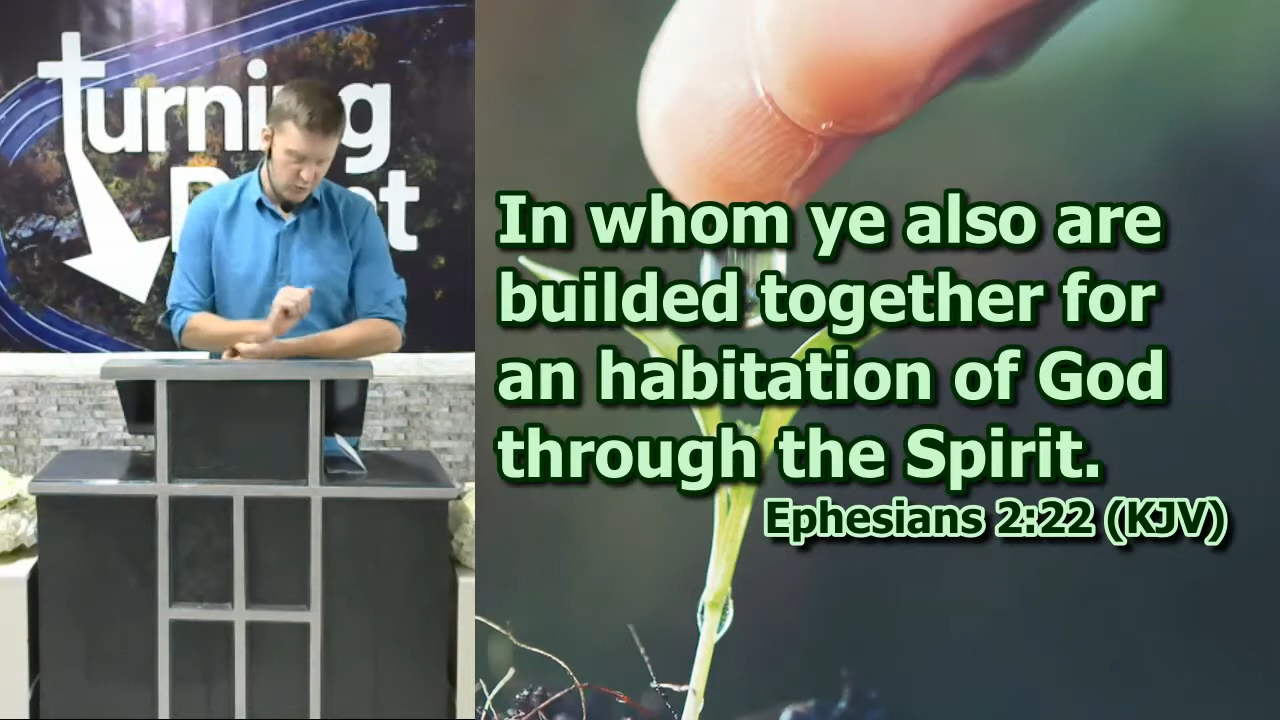 turning
In whom ye also are
builded together for
an habitation of God
through the Spirit.
Ephesians 2:22 (KJV)